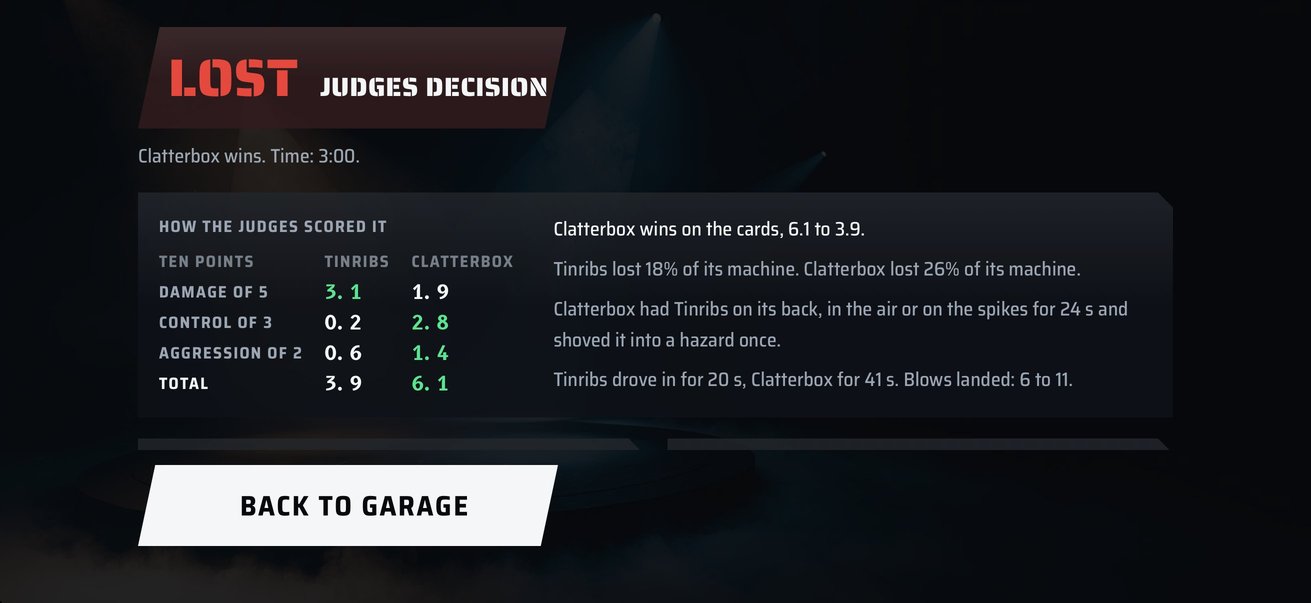 LOST JUDGES DECISION
Clatterbox wins. Time: 3:00.
HOW THE JUDGES SCORED IT
TEN POINTS TINRIBS CLATTERBOX
DAMAGE OF 5 3. 1 1. 9
CONTROL OF 3 0. 2 2. 8
AGGRESSION OF 2 0. 6 1. 4
TOTAL 3. 9 6. 1
Clatterbox wins on the cards, 6.1 to 3.9.
Tinribs lost 18% of its machine. Clatterbox lost 26% of its machine.
Clatterbox had Tinribs on its back, in the air or on the spikes for 24 s and
shoved it into a hazard once.
Tinribs drove in for 20 s, Clatterbox for 41 s. Blows landed: 6 to 11.
BACK TO GARAGE